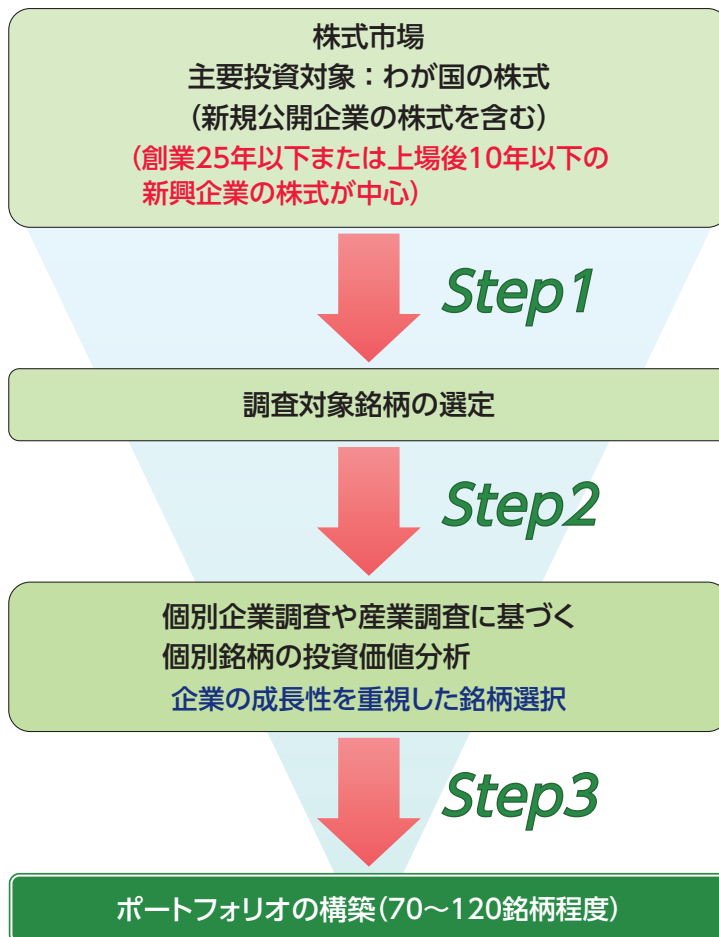 株式市場
主要投資対象：わが国の株式
（新規公開企業の株式を含む）
（創業25年以下または上場後10年以下の
新興企業の株式が中心）
Step1
調査対象銘柄の選定
Step2
個別企業調査や産業調査に基づく
個別銘柄の投資価値分析
企業の成長性を重視した銘柄選択
Step3
ポートフォリオの構築（70〜120銘柄程度）